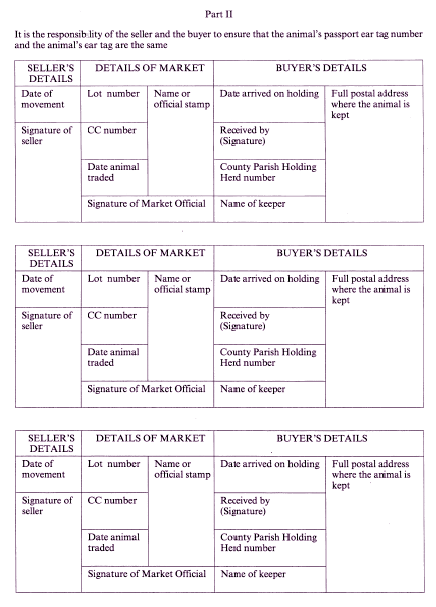 Part II
It is the responsibility of the seller and the buyer to ensure that the animal's passport ear tag number
and the animal's ear tag are the same
SELLER'S DETAILS OF MARKET BUYER'S DETAILS
DETAILS
Date of Lot number Name or Date arrived on holding Full postal address
movement official stamp where the animal is
kept
Signature of CC number Received by
seller (Signature)
Date animal County Parish Holding
traded Herd number
Signature of Market Official Name of keeper
SELLER'S DETAILS OF MARKET BUYER'S DETAILS
DETAILS
Date of Lot number Name or Date arrived on holding Full postal address
movement official stamp where the animal is
kept
Signature of CC number Received by
seller (Signature)
Date animal County Parish Holding
traded Herd number
Signature of Market Official Name of keeper
SELLER'S DETAILS OF MARKET BUYER'S DETAILS
DETAILS
Date of Lot number Name or Date arrived on holding Full postal address
movement official stamp where the animal is
kept
Signature of CC number Received by
seller (Signature)
Date animal County Parish Holding
traded Herd number
Signature of Market Official Name of keeper